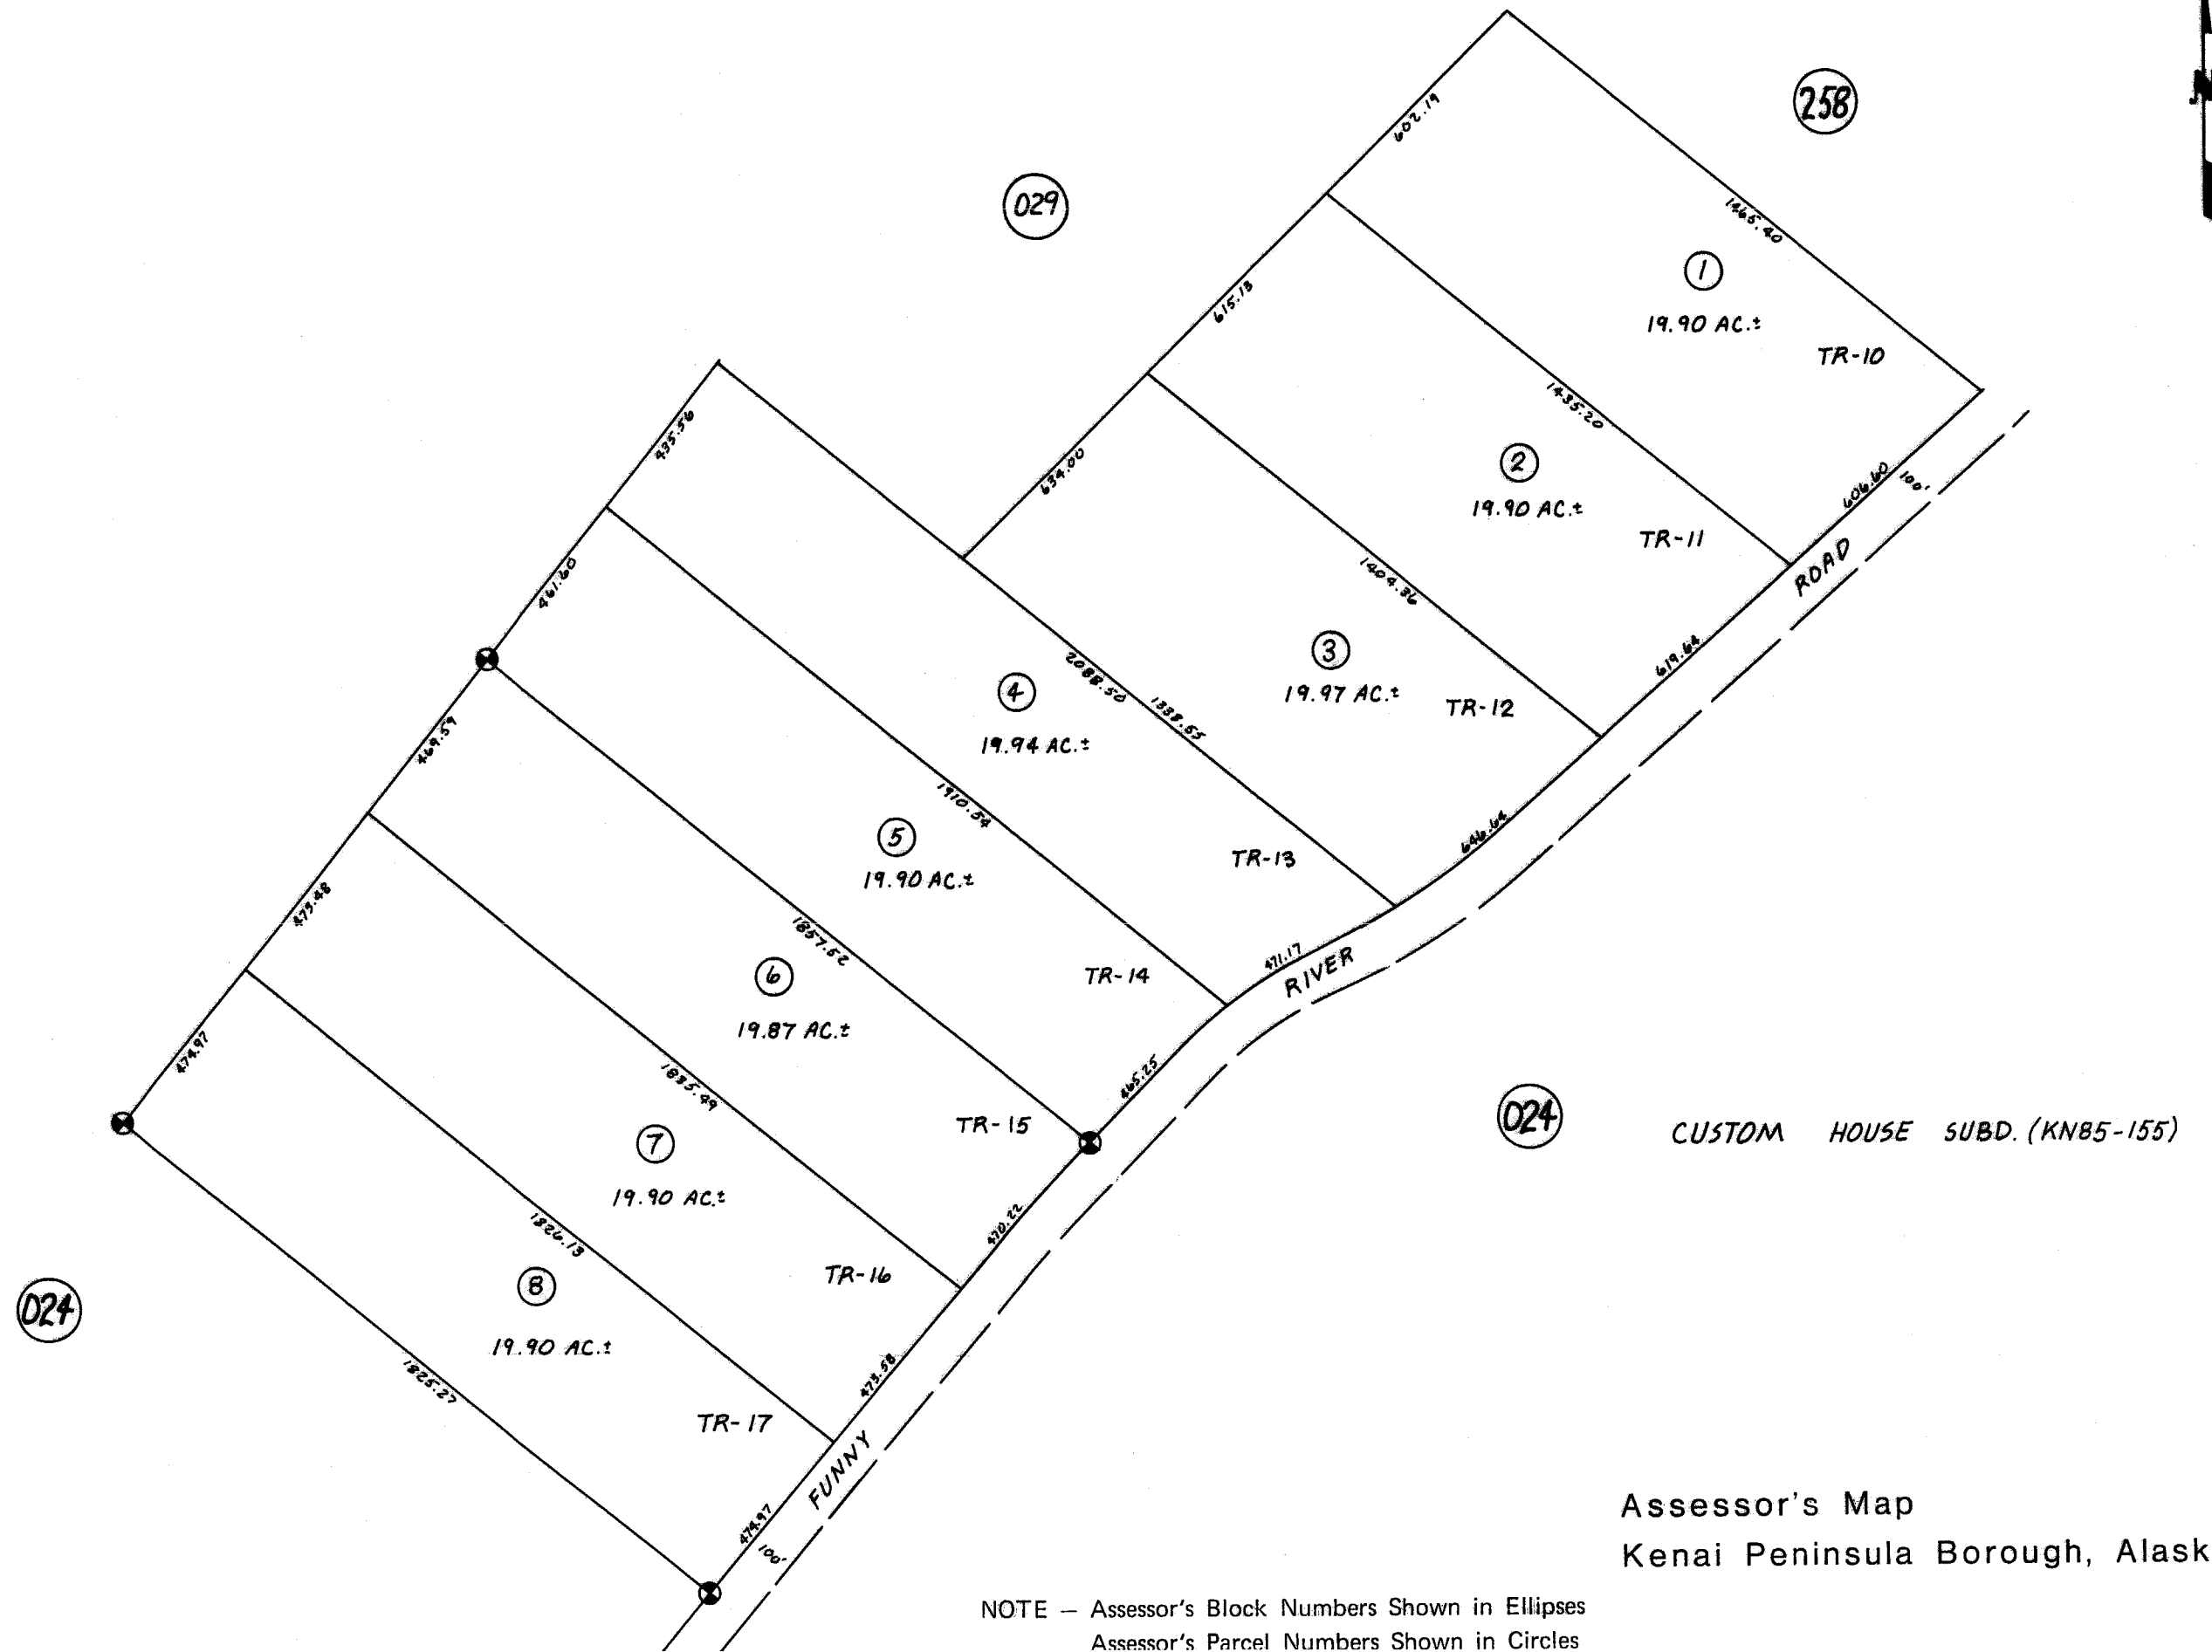 258
029
602.19
1465.40
1
19.90 AC.±
TR-10
615.13
1435.20
2
19.90 AC.±
TR-11
606.60
100'
435.56
634.00
1404.36
3
19.97 AC.±
TR-12
619.64
ROAD
461.60
2088.50
1338.55
4
19.94 AC.±
TR-13
646.64
469.59
1910.54
5
19.90 AC.±
TR-14
471.17
RIVER
473.48
1857.52
6
19.87 AC.±
TR-15
465.25
474.97
1835.49
7
19.90 AC.±
TR-16
470.22
024
CUSTOM HOUSE SUBD. (KN85-155)
024
1826.13
8
19.90 AC.±
TR-17
473.58
1825.27
FUNNY
474.97
100'
Assessor's Map
Kenai Peninsula Borough, Alask
NOTE — Assessor's Block Numbers Shown in Ellipses
Assessor's Parcel Numbers Shown in Circles